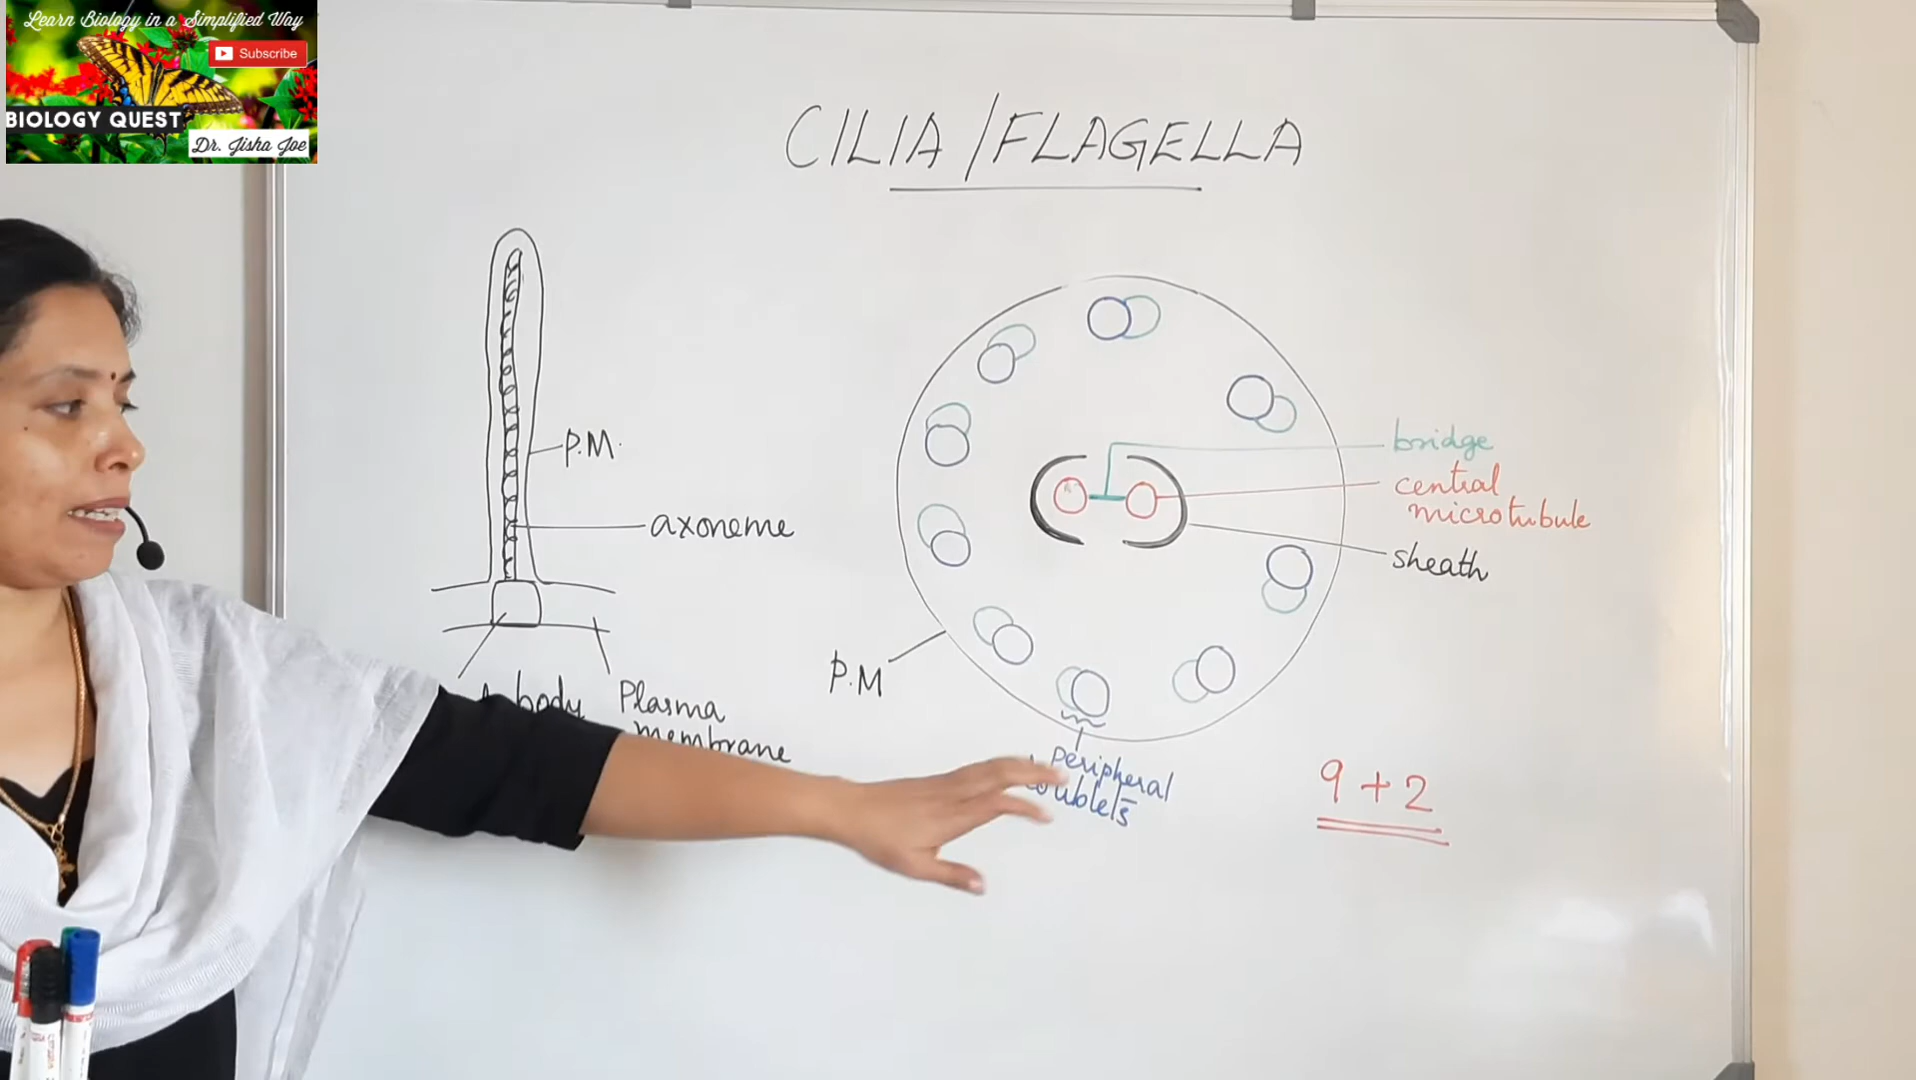 Learn Biology in a Simplified Way
Subscribe
BIOLOGY QUEST
Dr. Jisha Joe
CILIA/FLAGELLA
P.M.
axoneme
body
Plasma
membrane
bridge
central
microtubule
sheath
P.M
Peripheral
9+2